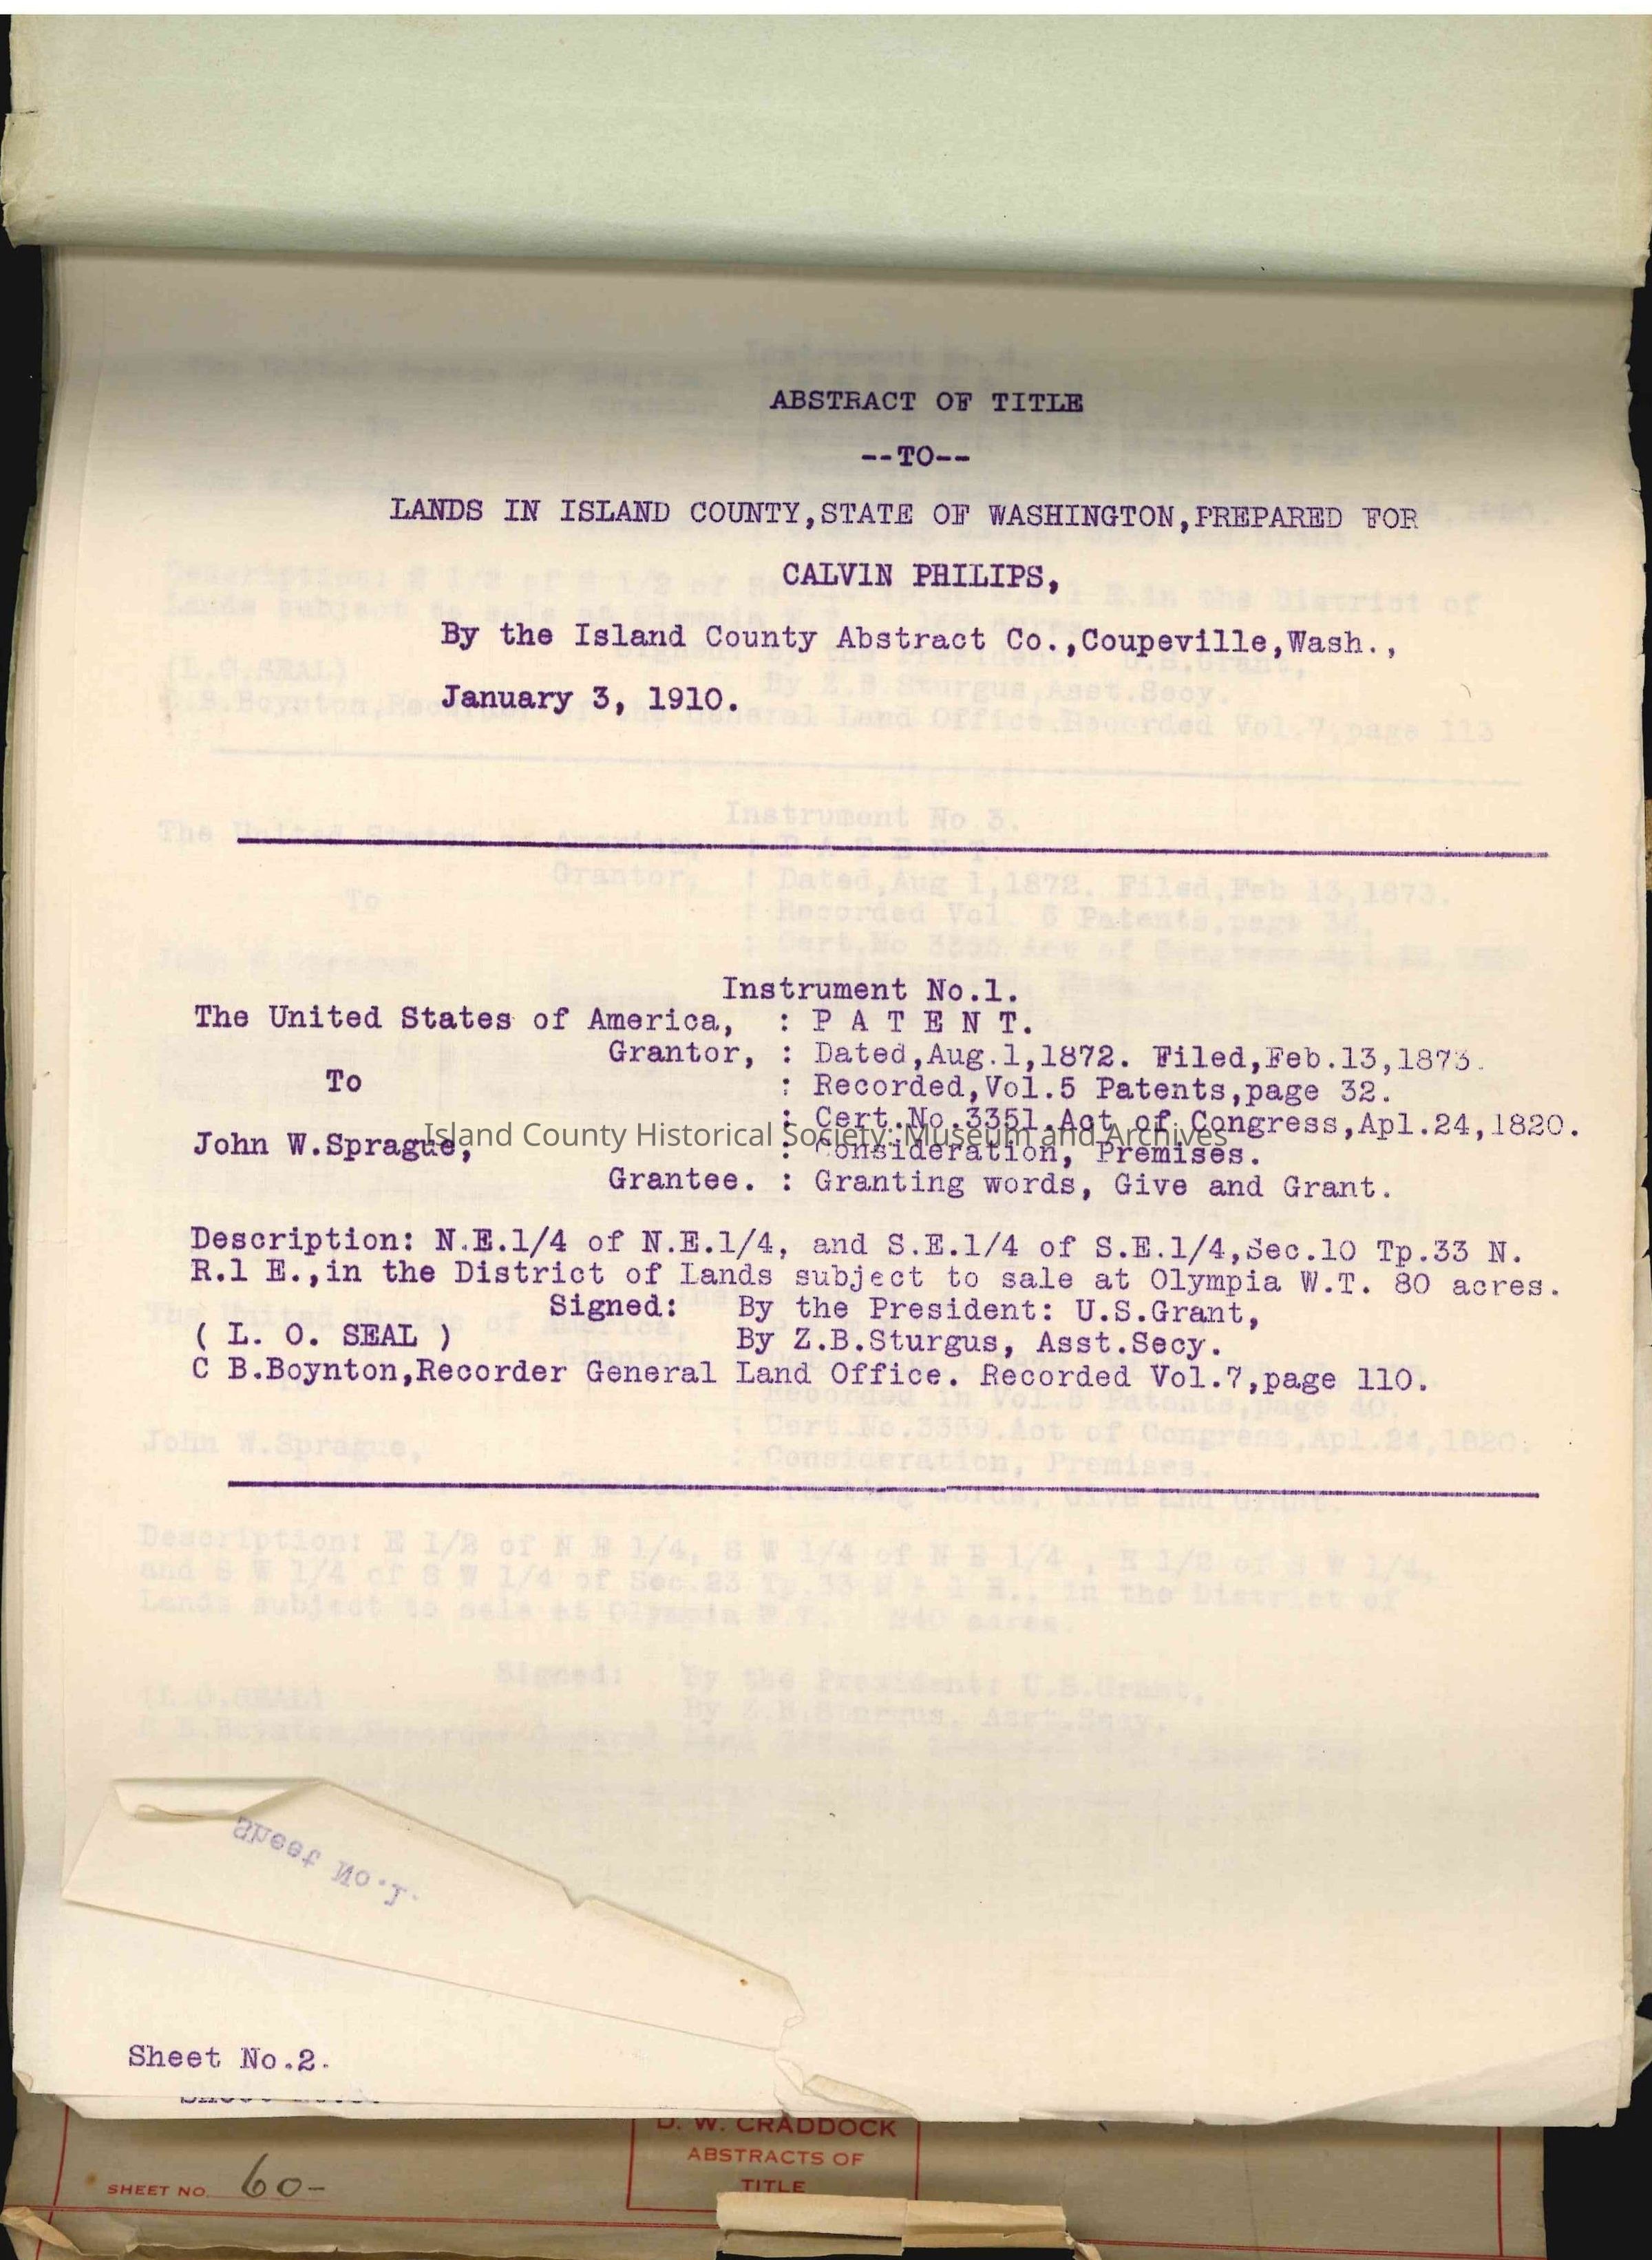 ABSTRACT OF TITLE
--TO--
LANDS IN ISLAND COUNTY,STATE OF WASHINGTON,PREPARED FOR
CALVIN PHILIPS,
By the Island County Abstract Co.,Coupeville,Wash.,
January 3, 1910.
Instrument No.1.
The United States of America, : P A T E N T.
Grantor, : Dated,Aug.1,1872. Filed,Feb.13,1873.
To : Recorded,Vol.5 Patents,page 32.
: Cert.No.3351.Act of Congress,Apl.24,1820.
Island County Historical Society: Museum and Archives
John W.Sprague, : Consideration, Premises.
Grantee. : Granting words, Give and Grant.
Description: N.E.1/4 of N.E.1/4, and S.E.1/4 of S.E.1/4,Sec.10 Tp.33 N.
R.1 E.,in the District of Lands subject to sale at Olympia W.T. 80 acres.
Signed: By the President: U.S.Grant,
( L. O. SEAL ) By Z.B.Sturgus, Asst.Secy.
C B.Boynton,Recorder General Land Office. Recorded Vol.7,page 110.
Sheet No.1.
Sheet No.2.
D. W. CRADDOCK
ABSTRACTS OF
TITLE
SHEET NO. 60-